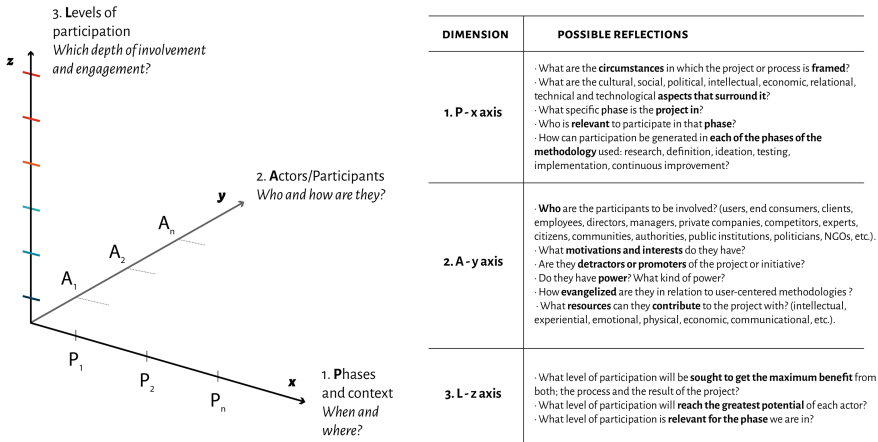 3. Levels of
participation
Which depth of involvement
and engagement?
z
2. Actors/Participants
Who and how are they?
y
An
A2
A1
P1
P2
Pn
x
1. Phases
and context
When and
where?
DIMENSION POSSIBLE REFLECTIONS
1. P - x axis
· What are the circumstances in which the project or process is framed?
· What are the cultural, social, political, intellectual, economic, relational,
technical and technological aspects that surround it?
· What specific phase is the project in?
· Who is relevant to participate in that phase?
· How can participation be generated in each of the phases of the
methodology used: research, definition, ideation, testing,
implementation, continuous improvement?
2. A - y axis
· Who are the participants to be involved? (users, end consumers, clients,
employees, directors, managers, private companies, competitors, experts,
citizens, communities, authorities, public institutions, politicians, NGOs, etc.).
· What motivations and interests do they have?
· Are they detractors or promoters of the project or initiative?
· Do they have power? What kind of power?
· How evangelized are they in relation to user-centered methodologies ?
· What resources can they contribute to the project with? (intellectual,
experiential, emotional, physical, economic, communicational, etc.).
3. L - z axis
· What level of participation will be sought to get the maximum benefit from
both; the process and the result of the project?
· What level of participation will reach the greatest potential of each actor?
· What level of participation is relevant for the phase we are in?